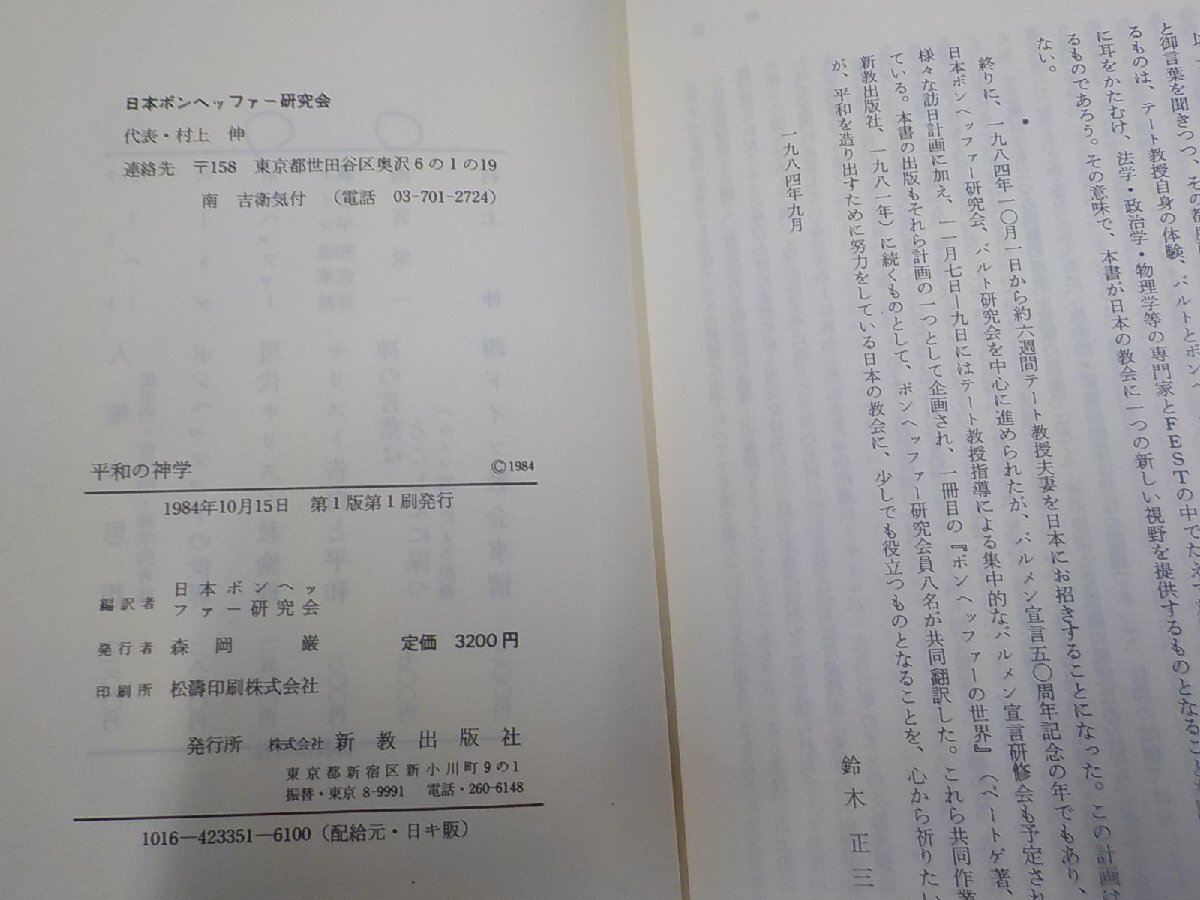 と御言葉を聞きつつ、その
るものは、テート教授自身の体験、バルトとボン
に耳をかたむけ、法学・政治学・物理学等の専門家とFESTの中でたえ
るものであろう。その意味で、本書が日本の教会に一つの新しい視野を提供するものとなること
ない。
終りに、一九八四年一〇月一日から約六週間テート教授夫妻を日本にお招きすることになった。この計画は
日本ボンヘッファー研究会、バルト研究会を中心に進められたが、バルメン宣言五〇周年記念の年でもあり、
様々な訪日計画に加え、一一月七日―九日にはテート教授指導による集中的なバルメン宣言研修会も予定され
ている。本書の出版もそれら計画の一つとして企画され、一冊目の『ボンヘッファーの世界』(ベートゲ著、
新教出版社、一九八一年)に続くものとして、ボンヘッファー研究会員八名が共同翻訳した。これら共同作業
が、平和を造り出すために努力をしている日本の教会に、少しでも役立つものとなることを、心から祈りたい
一九八四年九月
鈴木正三
日本ボンヘッファー研究会
代表・村上 伸
連絡先 〒158 東京都世田谷区奥沢6の1の19
南 吉衛気付 (電話 03-701-2724)
平和の神学 ©1984
1984年10月15日 第1版第1刷発行
編訳者 日本ボンヘッ
ファー研究会
発行者 森岡 巌 定価 3200円
印刷所 松濤印刷株式会社
発行所 株式会社 新教出版社
東京都新宿区新小川町9の1
振替・東京8-9991 電話・260-6148
1016―423351―6100(配給元・日キ販)